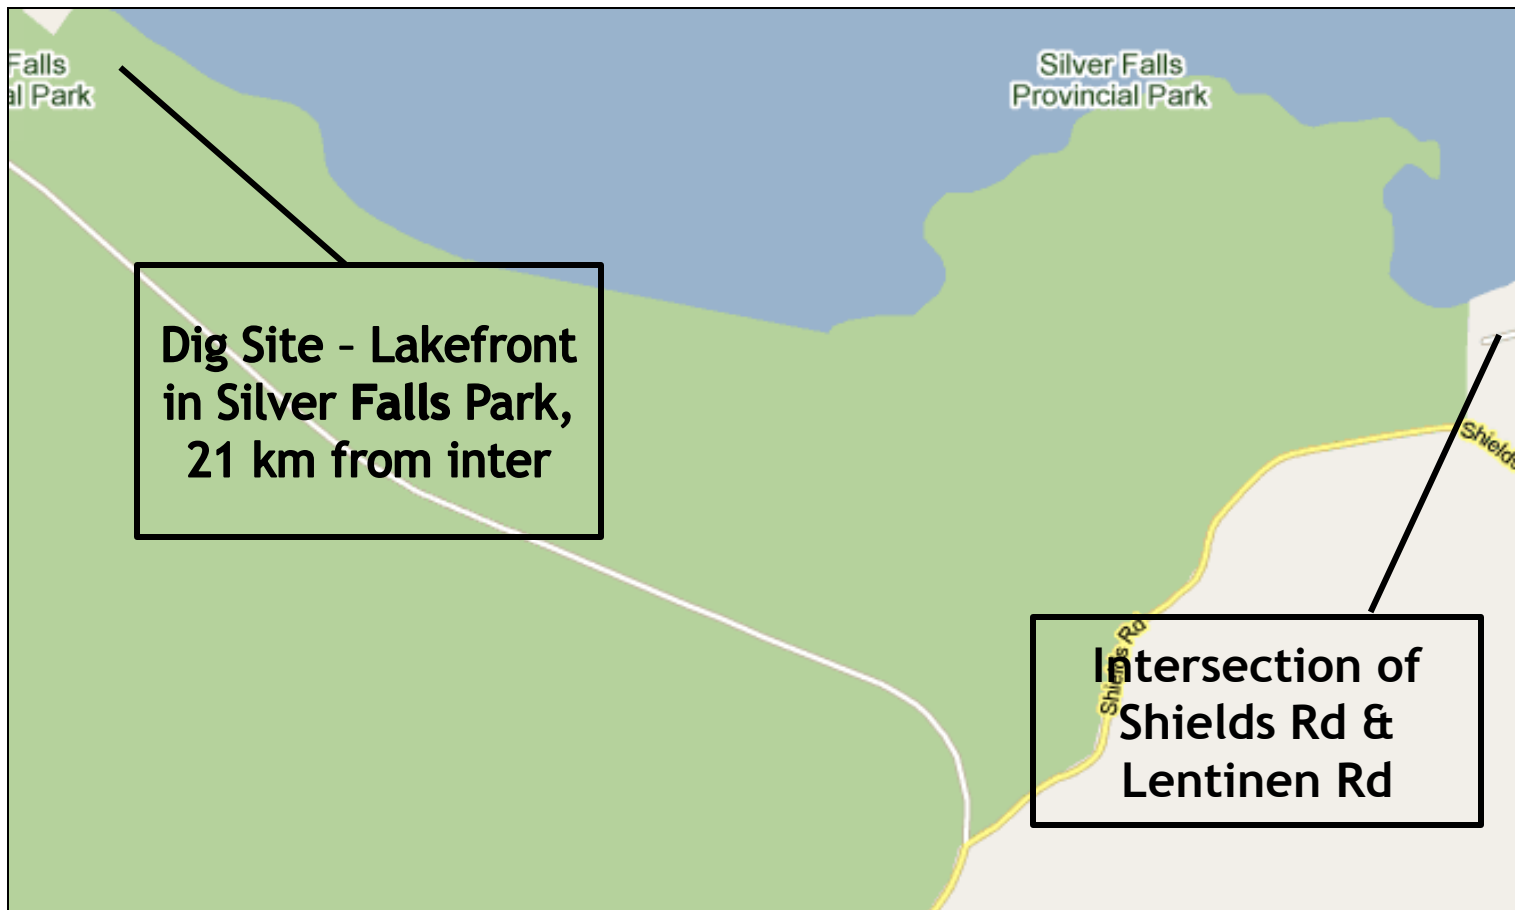 Falls
al Park
Silver Falls
Provincial Park
Dig Site – Lakefront
in Silver Falls Park,
21 km from inter
Shields
Shields Rd
Intersection of
Shields Rd &
Lentinen Rd